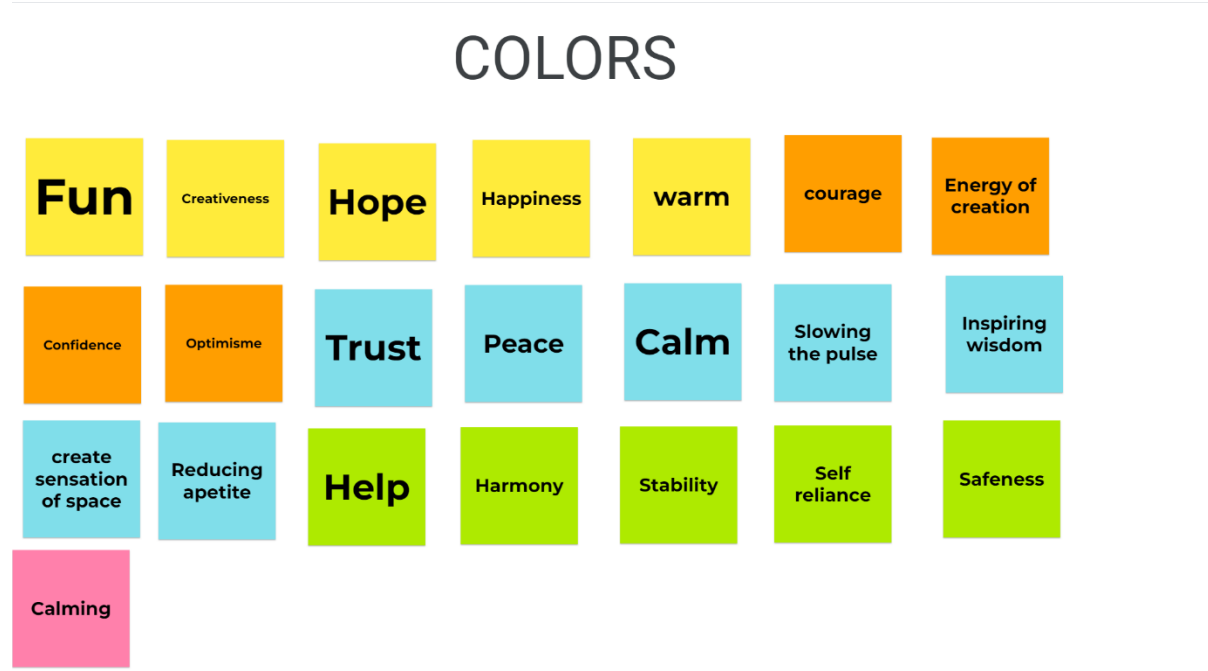 COLORS
Fun
Creativeness
Hope
Happiness
warm
courage
Energy of
creation
Confidence
Optimisme
Trust
Peace
Calm
Slowing
the pulse
Inspiring
wisdom
create
sensation
of space
Reducing
apetite
Help
Harmony
Stability
Self
reliance
Safeness
Calming